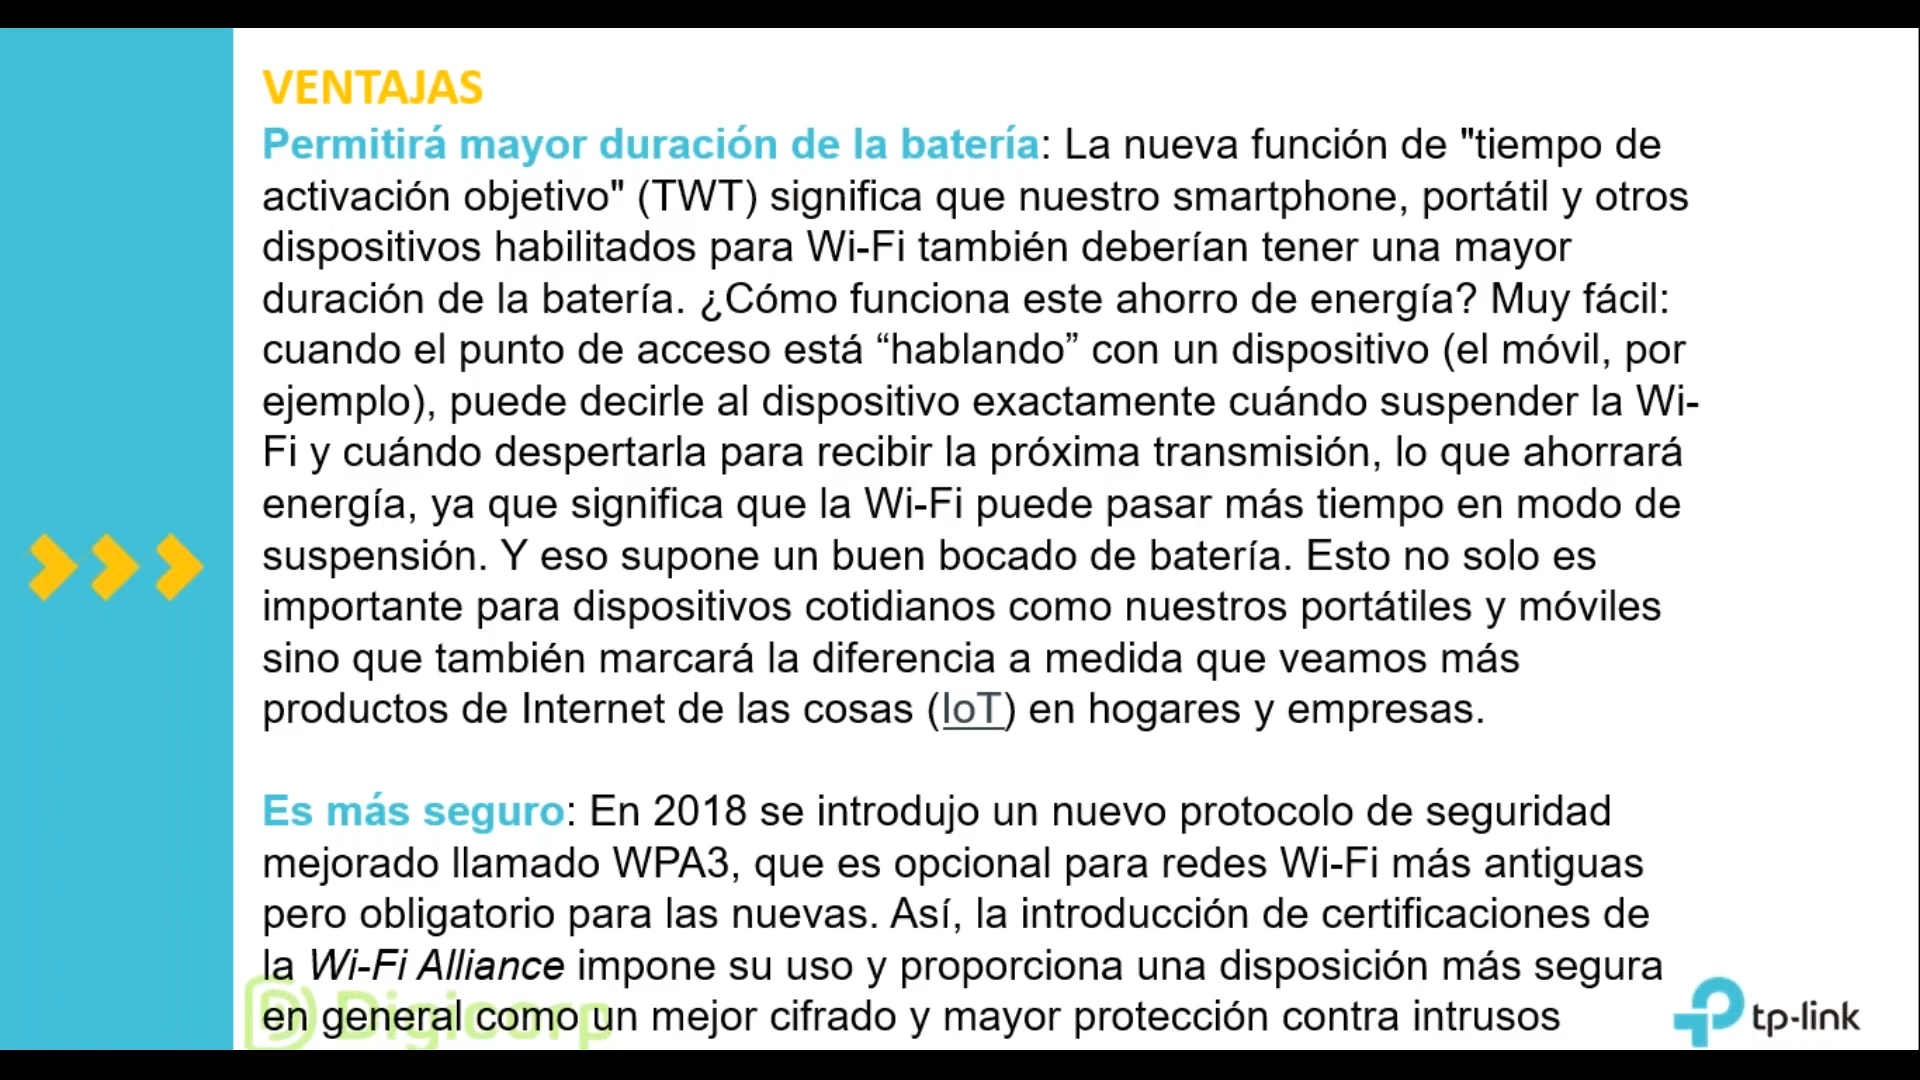 VENTAJAS
Permitirá mayor duración de la batería: La nueva función de "tiempo de
activación objetivo" (TWT) significa que nuestro smartphone, portátil y otros
dispositivos habilitados para Wi-Fi también deberían tener una mayor
duración de la batería. ¿Cómo funciona este ahorro de energía? Muy fácil:
cuando el punto de acceso está “hablando” con un dispositivo (el móvil, por
ejemplo), puede decirle al dispositivo exactamente cuándo suspender la Wi-
Fi y cuándo despertarla para recibir la próxima transmisión, lo que ahorrará
energía, ya que significa que la Wi-Fi puede pasar más tiempo en modo de
suspensión. Y eso supone un buen bocado de batería. Esto no solo es
importante para dispositivos cotidianos como nuestros portátiles y móviles
sino que también marcará la diferencia a medida que veamos más
productos de Internet de las cosas (IoT) en hogares y empresas.
Es más seguro: En 2018 se introdujo un nuevo protocolo de seguridad
mejorado llamado WPA3, que es opcional para redes Wi-Fi más antiguas
pero obligatorio para las nuevas. Así, la introducción de certificaciones de
la Wi-Fi Alliance impone su uso y proporciona una disposición más segura
en general como un mejor cifrado y mayor protección contra intrusos
Digicorp
tp-link